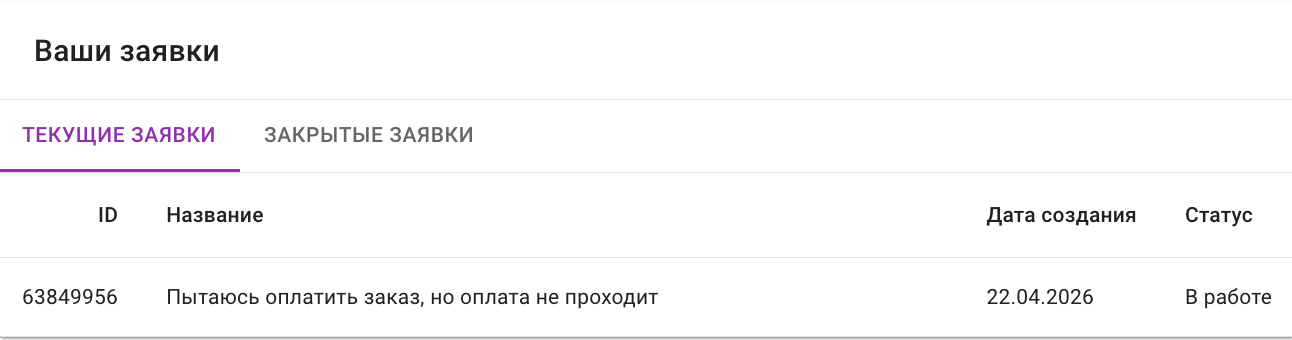 Ваши заявки
ТЕКУЩИЕ ЗАЯВКИ ЗАКРЫТЫЕ ЗАЯВКИ
ID Название Дата создания Статус
63849956 Пытаюсь оплатить заказ, но оплата не проходит 22.04.2026 В работе